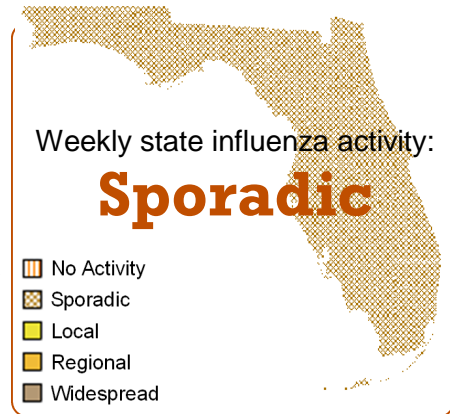 Weekly state influenza activity:
Sporadic
No Activity
Sporadic
Local
Regional
Widespread